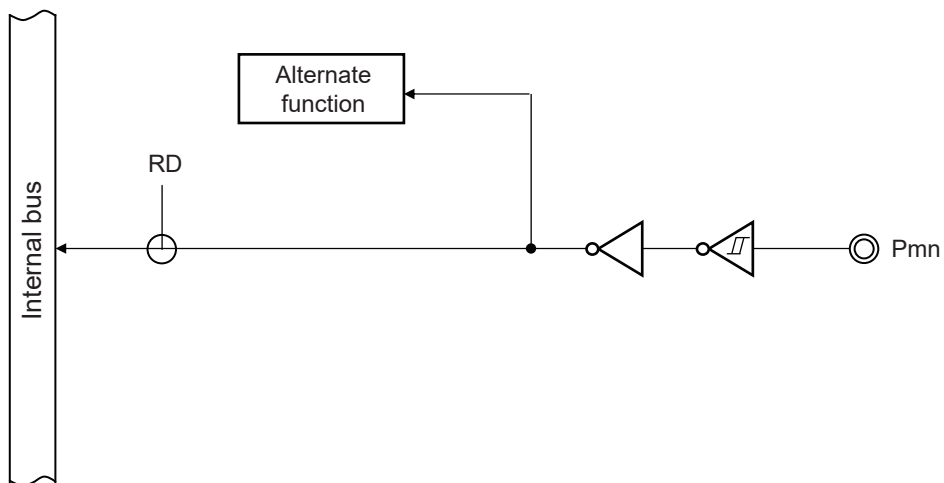 Alternate
function
RD
Internal bus
Pmn